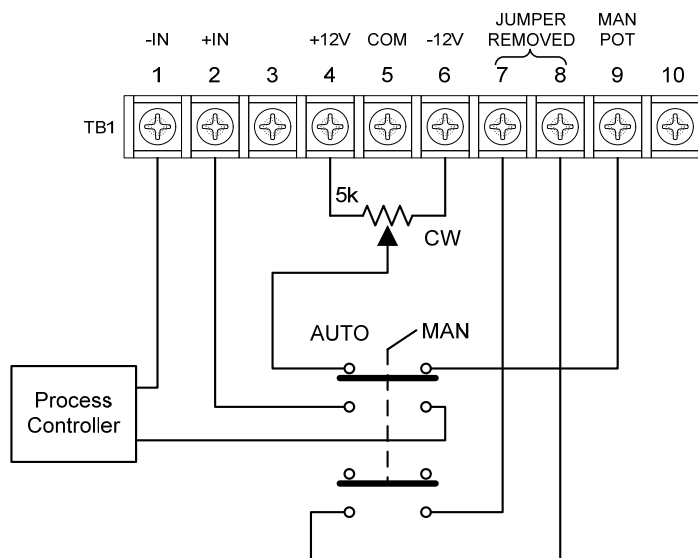 JUMPER MAN
-IN +IN +12V COM -12V REMOVED POT
1 2 3 4 5 6 7 8 9 10
TB1
5k
CW
AUTO MAN
Process
Controller